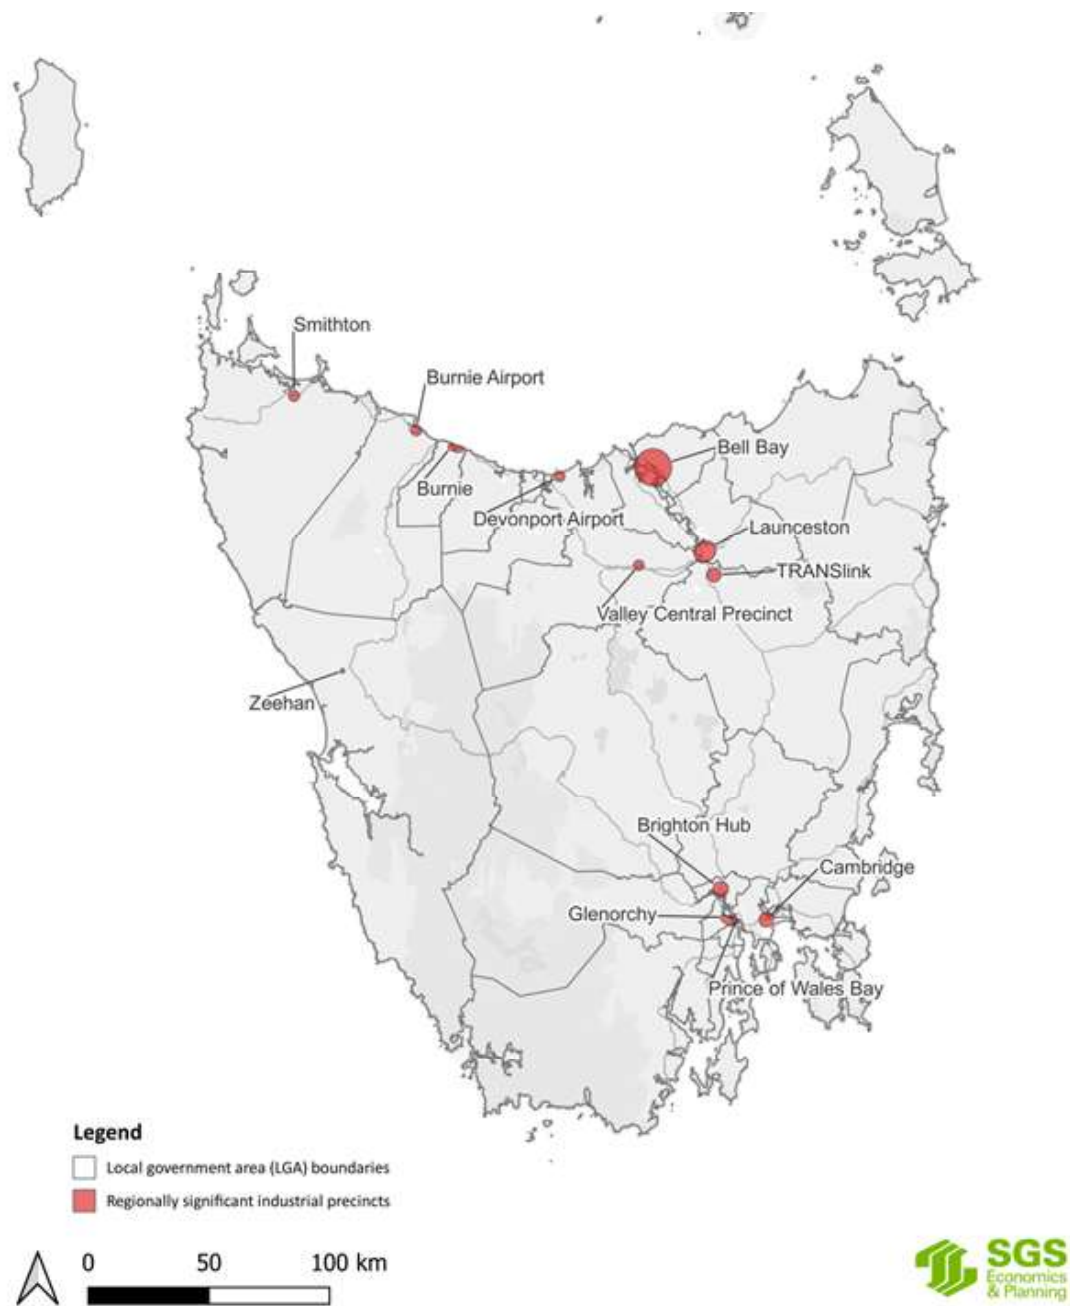 Smithton
Burnie Airport
Bell Bay
Burnie
Devonport Airport
Launceston
TRANSlink
Valley Central Precinct
Zeehan
Brighton Hub
Cambridge
Glenorchy
Prince of Wales Bay
Legend
Local government area (LGA) boundaries
Regionally significant industrial precincts
0 50 100 km
SGS
Economics
& Planning